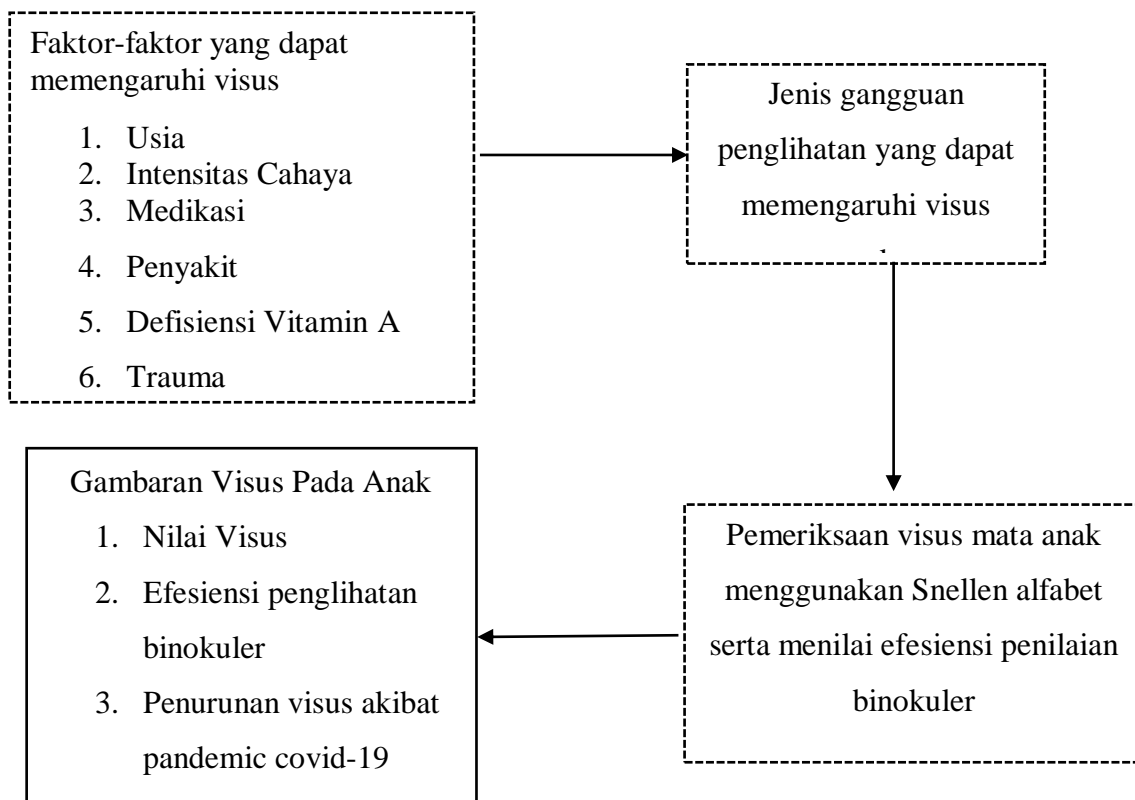 Faktor-faktor yang dapat
memengaruhi visus
1. Usia
2. Intensitas Cahaya
3. Medikasi
4. Penyakit
5. Defisiensi Vitamin A
6. Trauma
Jenis gangguan
penglihatan yang dapat
memengaruhi visus
Pemeriksaan visus mata anak
menggunakan Snellen alfabet
serta menilai efesiensi penilaian
binokuler
Gambaran Visus Pada Anak
1. Nilai Visus
2. Efesiensi penglihatan
binokuler
3. Penurunan visus akibat
pandemic covid-19